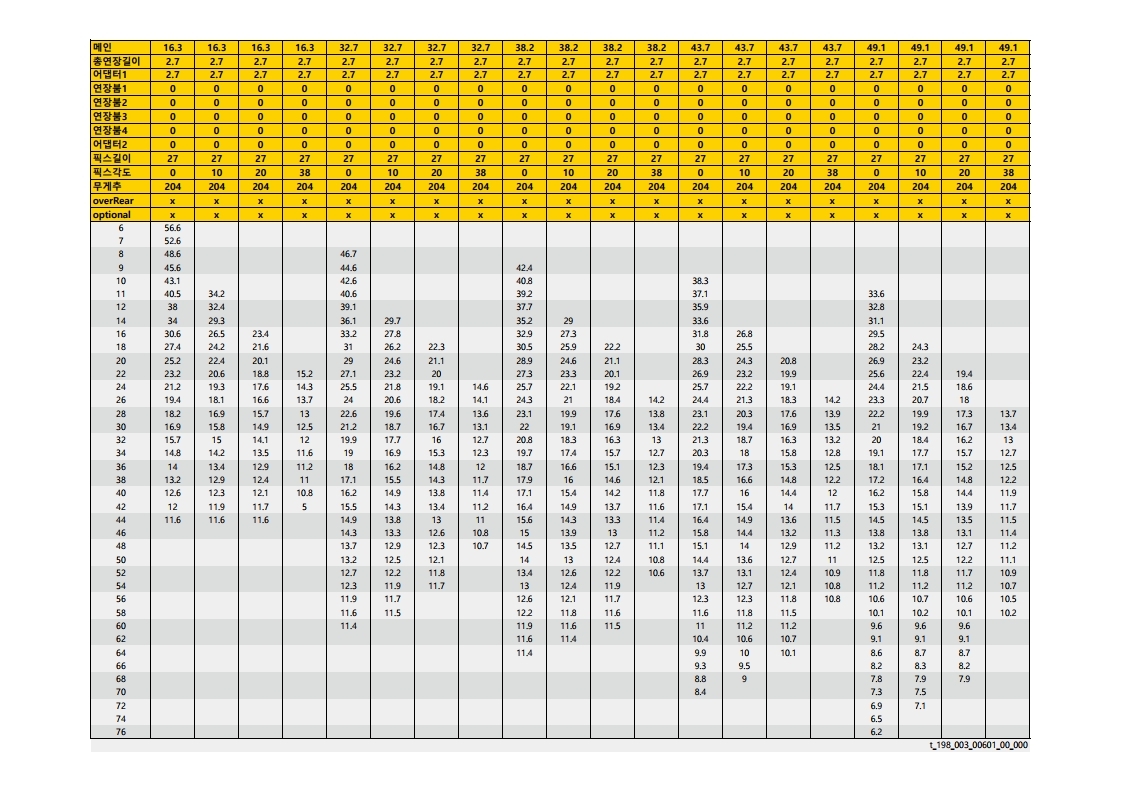 메인 16.3 16.3 16.3 16.3 32.7 32.7 32.7 32.7 38.2 38.2 38.2 38.2 43.7 43.7 43.7 43.7 49.1 49.1 49.1 49.1
총연장길이 2.7 2.7 2.7 2.7 2.7 2.7 2.7 2.7 2.7 2.7 2.7 2.7 2.7 2.7 2.7 2.7 2.7 2.7 2.7 2.7
어댑터1 2.7 2.7 2.7 2.7 2.7 2.7 2.7 2.7 2.7 2.7 2.7 2.7 2.7 2.7 2.7 2.7 2.7 2.7 2.7 2.7
연장붐1 0 0 0 0 0 0 0 0 0 0 0 0 0 0 0 0 0 0 0 0
연장붐2 0 0 0 0 0 0 0 0 0 0 0 0 0 0 0 0 0 0 0 0
연장붐3 0 0 0 0 0 0 0 0 0 0 0 0 0 0 0 0 0 0 0 0
연장붐4 0 0 0 0 0 0 0 0 0 0 0 0 0 0 0 0 0 0 0 0
어댑터2 0 0 0 0 0 0 0 0 0 0 0 0 0 0 0 0 0 0 0 0
픽스길이 27 27 27 27 27 27 27 27 27 27 27 27 27 27 27 27 27 27 27 27
픽스각도 0 10 20 38 0 10 20 38 0 10 20 38 0 10 20 38 0 10 20 38
무게추 204 204 204 204 204 204 204 204 204 204 204 204 204 204 204 204 204 204 204 204
overRear x x x x x x x x x x x x x x x x x x x x
optional x x x x x x x x x x x x x x x x x x x x
6 56.6
7 52.6
8 48.6 46.7
9 45.6 44.6 42.4
10 43.1 42.6 40.8 38.3
11 40.5 34.2 40.6 39.2 37.1 33.6
12 38 32.4 39.1 37.7 35.9 32.8
14 34 29.3 36.1 29.7 35.2 29 33.6 31.1
16 30.6 26.5 23.4 33.2 27.8 32.9 27.3 31.8 26.8 29.5
18 27.4 24.2 21.6 31 26.2 22.3 30.5 25.9 22.2 30 25.5 28.2 24.3
20 25.2 22.4 20.1 29 24.6 21.1 28.9 24.6 21.1 28.3 24.3 20.8 26.9 23.2
22 23.2 20.6 18.8 15.2 27.1 23.2 20 27.3 23.3 20.1 26.9 23.2 19.9 25.6 22.4 19.4
24 21.2 19.3 17.6 14.3 25.5 21.8 19.1 14.6 25.7 22.1 19.2 25.7 22.2 19.1 24.4 21.5 18.6
26 19.4 18.1 16.6 13.7 24 20.6 18.2 14.1 24.3 21 18.4 14.2 24.4 21.3 18.3 14.2 23.3 20.7 18
28 18.2 16.9 15.7 13 22.6 19.6 17.4 13.6 23.1 19.9 17.6 13.8 23.1 20.3 17.6 13.9 22.2 19.9 17.3 13.7
30 16.9 15.8 14.9 12.5 21.2 18.7 16.7 13.1 22 19.1 16.9 13.4 22.2 19.4 16.9 13.5 21 19.2 16.7 13.4
32 15.7 15 14.1 12 19.9 17.7 16 12.7 20.8 18.3 16.3 13 21.3 18.7 16.3 13.2 20 18.4 16.2 13
34 14.8 14.2 13.5 11.6 19 16.9 15.3 12.3 19.7 17.4 15.7 12.7 20.3 18 15.8 12.8 19.1 17.7 15.7 12.7
36 14 13.4 12.9 11.2 18 16.2 14.8 12 18.7 16.6 15.1 12.3 19.4 17.3 15.3 12.5 18.1 17.1 15.2 12.5
38 13.2 12.9 12.4 11 17.1 15.5 14.3 11.7 17.9 16 14.6 12.1 18.5 16.6 14.8 12.2 17.2 16.4 14.8 12.2
40 12.6 12.3 12.1 10.8 16.2 14.9 13.8 11.4 17.1 15.4 14.2 11.8 17.7 16 14.4 12 16.2 15.8 14.4 11.9
42 12 11.9 11.7 5 15.5 14.3 13.4 11.2 16.4 14.9 13.7 11.6 17.1 15.4 14 11.7 15.3 15.1 13.9 11.7
44 11.6 11.6 11.6 14.9 13.8 13 11 15.6 14.3 13.3 11.4 16.4 14.9 13.6 11.5 14.5 14.5 13.5 11.5
46 14.3 13.3 12.6 10.8 15 13.9 13 11.2 15.8 14.4 13.2 11.3 13.8 13.8 13.1 11.4
48 13.7 12.9 12.3 10.7 14.5 13.5 12.7 11.1 15.1 14 12.9 11.2 13.2 13.1 12.7 11.2
50 13.2 12.5 12.1 14 13 12.4 10.8 14.4 13.6 12.7 11 12.5 12.5 12.2 11.1
52 12.7 12.2 11.8 13.4 12.6 12.2 10.6 13.7 13.1 12.4 10.9 11.8 11.8 11.7 10.9
54 12.3 11.9 11.7 13 12.4 11.9 13 12.7 12.1 10.8 11.2 11.2 11.2 10.7
56 11.9 11.7 12.6 12.1 11.7 12.3 12.3 11.8 10.8 10.6 10.7 10.6 10.5
58 11.6 11.5 12.2 11.8 11.6 11.6 11.8 11.5 10.1 10.2 10.1 10.2
60 11.4 11.9 11.6 11.5 11 11.2 11.2 9.6 9.6 9.6
62 11.6 11.4 10.4 10.6 10.7 9.1 9.1 9.1
64 11.4 9.9 10 10.1 8.6 8.7 8.7
66 9.3 9.5 8.2 8.3 8.2
68 8.8 9 7.8 7.9 7.9
70 8.4 7.3 7.5
72 6.9 7.1
74 6.5
76 6.2
t_198_003_00601_00_000